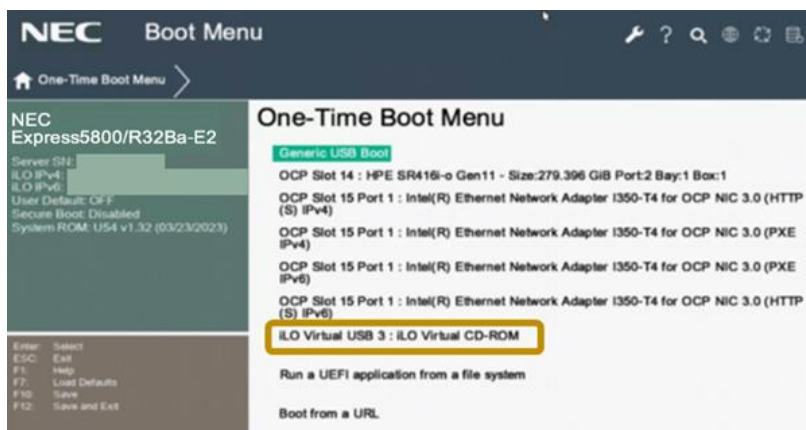 NEC Boot Menu
One-Time Boot Menu
NEC
Express5800/R32Ba-E2
Server SN:
iLO IPv4:
iLO IPv6:
User Default: OFF
Secure Boot: Disabled
System ROM: U54 v1.32 (03/23/2023)
Enter: Select
ESC: Exit
F1: Help
F7: Load Defaults
F10: Save
F12: Save and Exit
One-Time Boot Menu
Generic USB Boot
OCP Slot 14 : HPE SR416i-o Gen11 - Size:279.396 GiB Port:2 Bay:1 Box:1
OCP Slot 15 Port 1 : Intel(R) Ethernet Network Adapter I350-T4 for OCP NIC 3.0 (HTTP
(S) IPv4)
OCP Slot 15 Port 1 : Intel(R) Ethernet Network Adapter I350-T4 for OCP NIC 3.0 (PXE
IPv4)
OCP Slot 15 Port 1 : Intel(R) Ethernet Network Adapter I350-T4 for OCP NIC 3.0 (PXE
IPv6)
OCP Slot 15 Port 1 : Intel(R) Ethernet Network Adapter I350-T4 for OCP NIC 3.0 (HTTP
(S) IPv6)
iLO Virtual USB 3 : iLO Virtual CD-ROM
Run a UEFI application from a file system
Boot from a URL